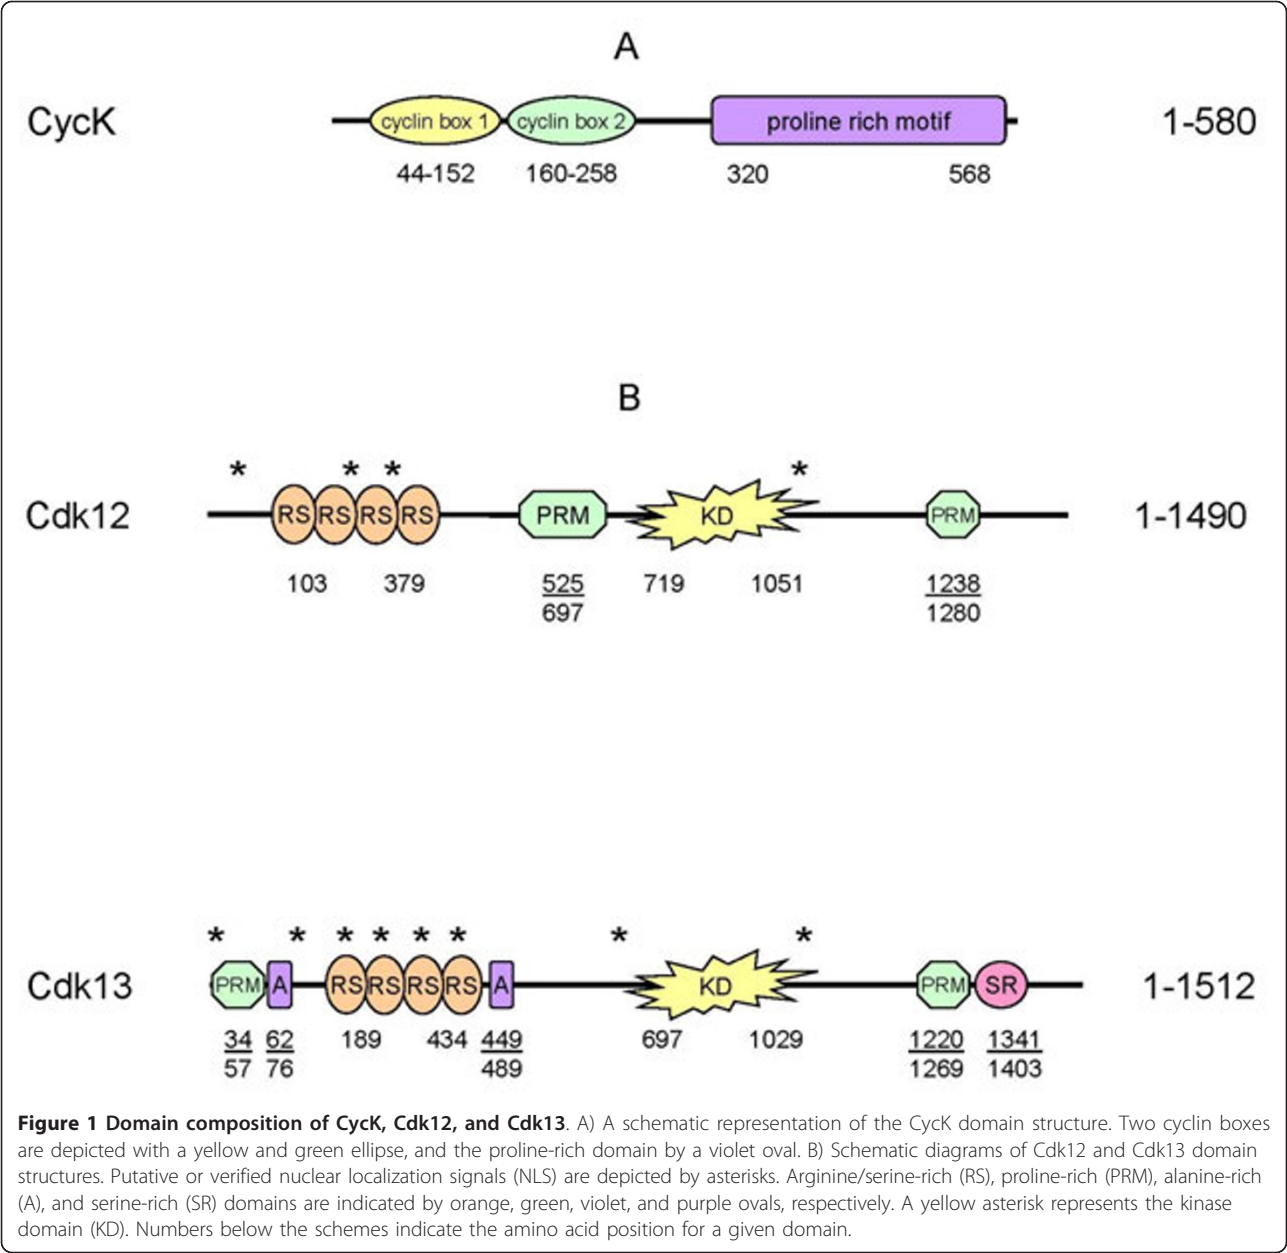 A
CycK cyclin box 1 cyclin box 2 proline rich motif 1-580
44-152 160-258 320 568
B
* * * *
Cdk12 RS RS RS RS PRM KD PRM 1-1490
103 379 525 719 1051 1238
697 1280
* * * * * * * *
Cdk13 PRM A RS RS RS RS A KD PRM SR 1-1512
34 62 189 434 449 697 1029 1220 1341
57 76 489 1269 1403
Figure 1 Domain composition of CycK, Cdk12, and Cdk13. A) A schematic representation of the CycK domain structure. Two cyclin boxes
are depicted with a yellow and green ellipse, and the proline-rich domain by a violet oval. B) Schematic diagrams of Cdk12 and Cdk13 domain
structures. Putative or verified nuclear localization signals (NLS) are depicted by asterisks. Arginine/serine-rich (RS), proline-rich (PRM), alanine-rich
(A), and serine-rich (SR) domains are indicated by orange, green, violet, and purple ovals, respectively. A yellow asterisk represents the kinase
domain (KD). Numbers below the schemes indicate the amino acid position for a given domain.